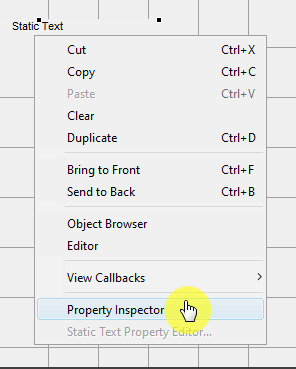 Static Text
Cut Ctrl+X
Copy Ctrl+C
Paste Ctrl+V
Clear
Duplicate Ctrl+D
Bring to Front Ctrl+F
Send to Back Ctrl+B
Object Browser
Editor
View Callbacks
Property Inspector
Static Text Property Editor...